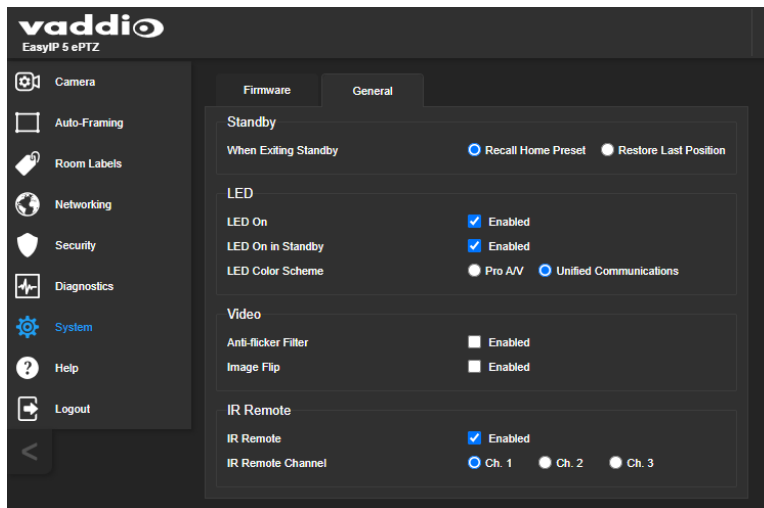 vaddio
EasyIP 5 ePTZ
Camera
Auto-Framing
Room Labels
Networking
Security
Diagnostics
System
Help
Logout
Firmware General
Standby
When Exiting Standby Recall Home Preset Restore Last Position
LED
LED On Enabled
LED On in Standby Enabled
LED Color Scheme Pro A/V Unified Communications
Video
Anti-flicker Filter Enabled
Image Flip Enabled
IR Remote
IR Remote Enabled
IR Remote Channel Ch. 1 Ch. 2 Ch. 3